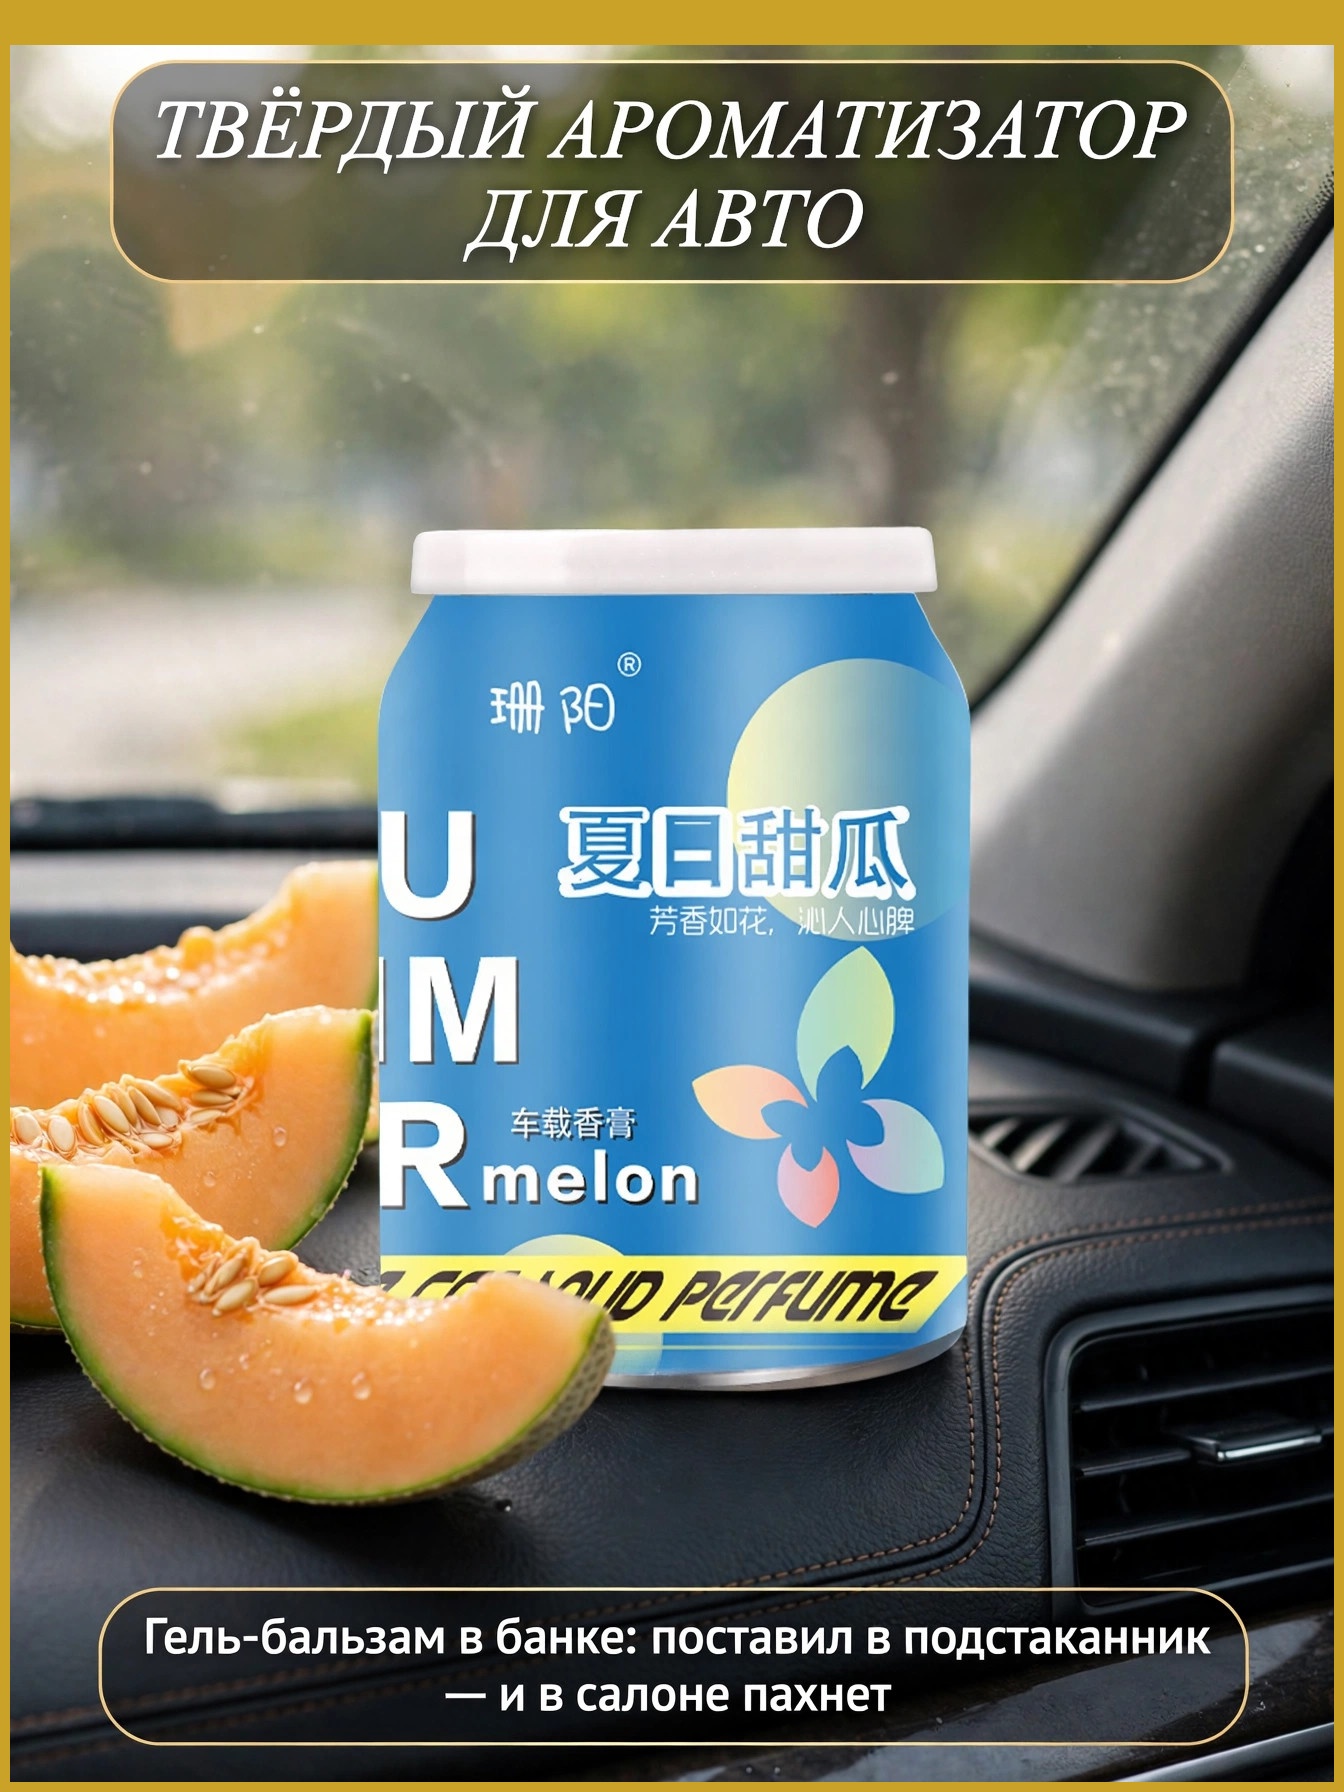 ТВЁРДЫЙ АРОМАТИЗАТОР
ДЛЯ АВТО
珊阳®
U
夏日甜瓜
芳香如花, 沁人心脾
M
车载香膏
R melon
PERFUME
Гель-бальзам в банке: поставил в подстаканник
— и в салоне пахнет